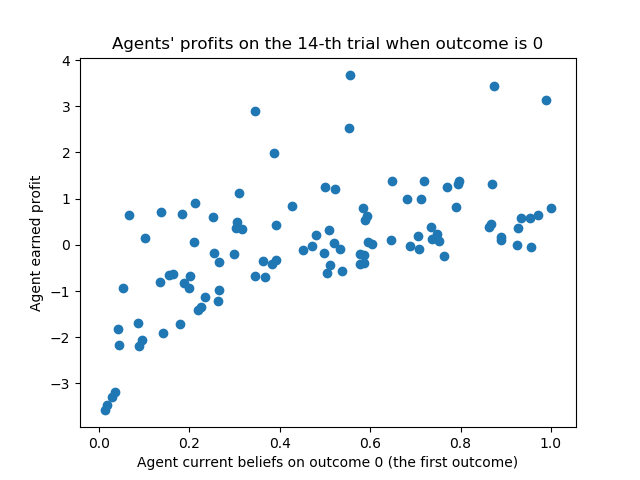 Agents' profits on the 14-th trial when outcome is 0
4
3
2
1
0
−1
−2
−3
Agent earned profit
0.0 0.2 0.4 0.6 0.8 1.0
Agent current beliefs on outcome 0 (the first outcome)